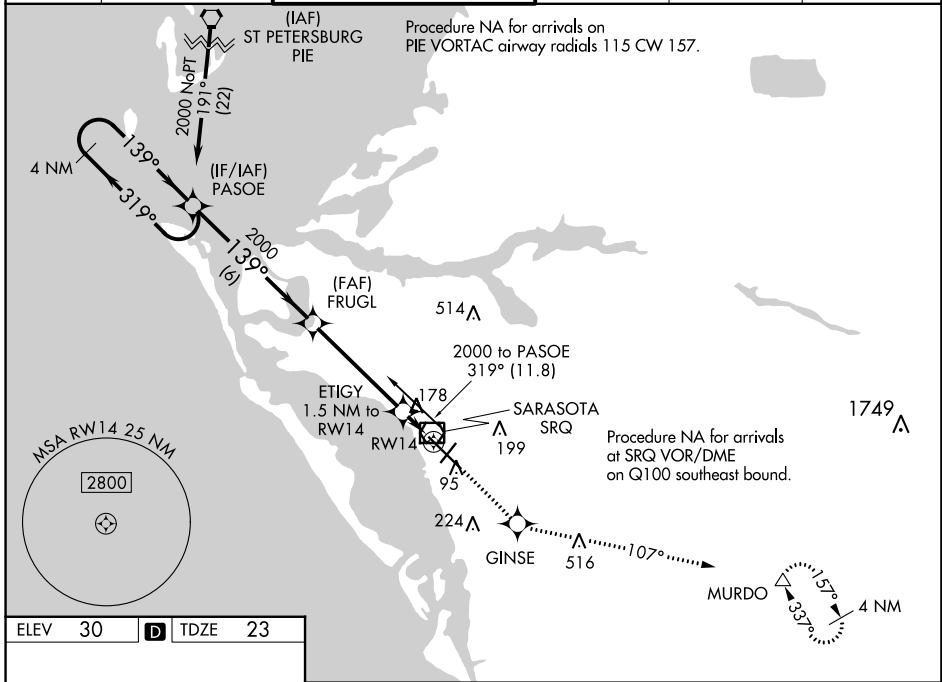 (IAF)
ST PETERSBURG
PIE
Procedure NA for arrivals on
PIE VORTAC airway radials 115 CW 157.
2000 NoPT
191°
(22)
4 NM
139°
319°
(IF/IAF)
PASOE
2000
139°
(6)
(FAF)
FRUGL
514
2000 to PASOE
319° (11.8)
ETIGY
1.5 NM to
RW14
178
RW14
SARASOTA
SRQ
199
1749
Procedure NA for arrivals
at SRQ VOR/DME
on Q100 southeast bound.
95
MSA RW14 25 NM
2800
224
GINSE
516
107°
MURDO
157°
337°
4 NM
ELEV 30 D TDZE 23